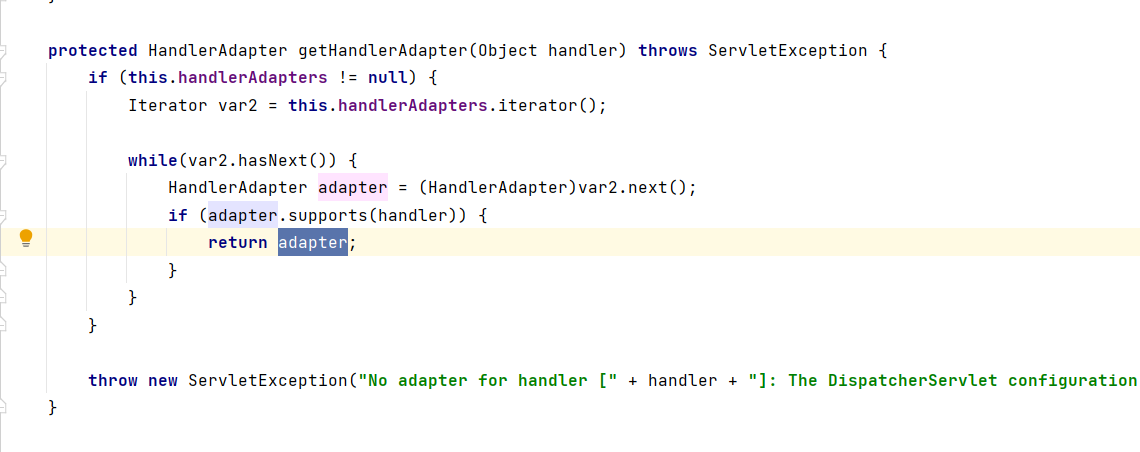 }
protected HandlerAdapter getHandlerAdapter(Object handler) throws ServletException {
    if (this.handlerAdapters != null) {
        Iterator var2 = this.handlerAdapters.iterator();
        while(var2.hasNext()) {
            HandlerAdapter adapter = (HandlerAdapter)var2.next();
            if (adapter.supports(handler)) {
                return adapter;
            }
        }
    }
    throw new ServletException("No adapter for handler [" + handler + "]: The DispatcherServlet configuration
}